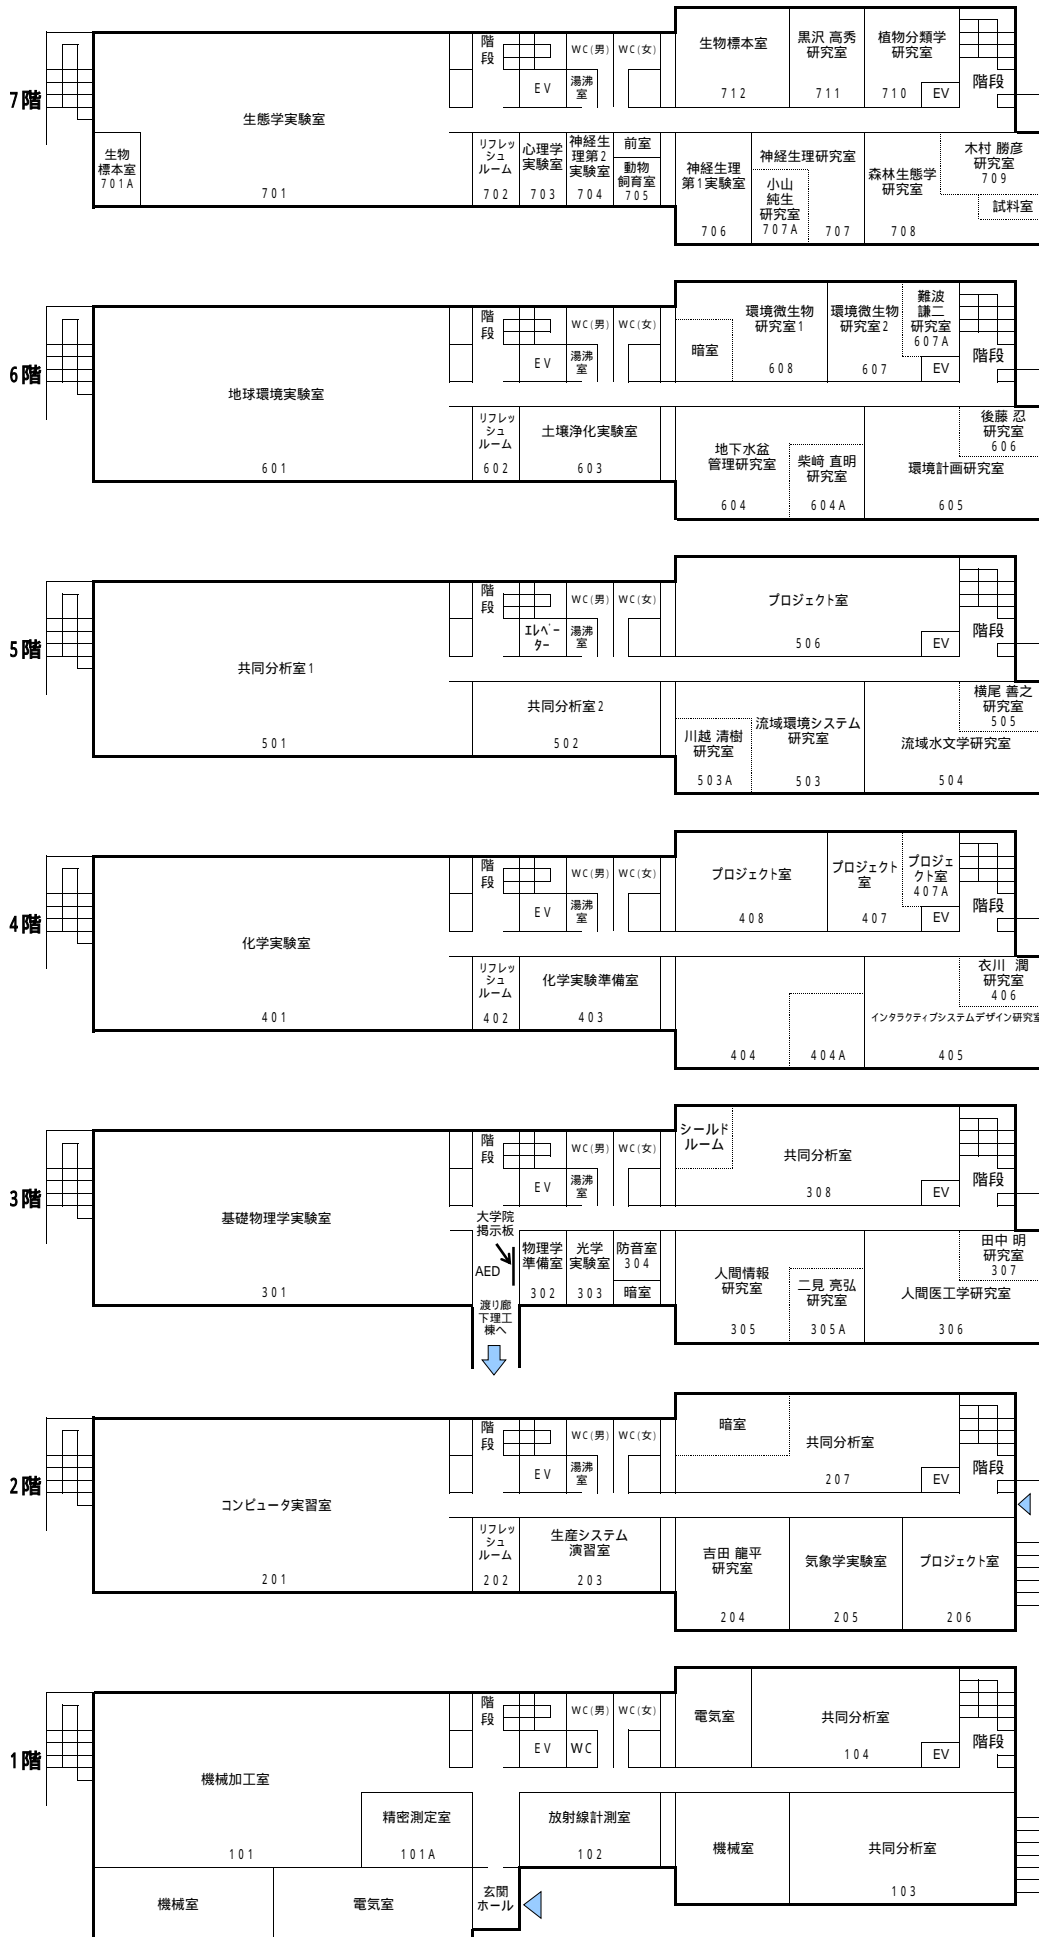 7階
階
段
EV
WC(男)
湯沸
室
WC(女)
生物標本室
712
黒沢 高秀
研究室
711
植物分類学
研究室
710
EV
階段
生態学実験室
701
生物
標本室
701A
リフレッ
シュ
ルーム
702
心理学
実験室
703
神経生
理第2
実験室
704
前室
動物
飼育室
705
神経生理
第1実験室
706
神経生理研究室
小山
純生
研究室
707A
707
森林生態学
研究室
708
木村 勝彦
研究室
709
試料室
6階
階
段
EV
WC(男)
湯沸
室
WC(女)
暗室
環境微生物
研究室1
608
環境微生物
研究室2
607
難波
謙二
研究室
607A
EV
階段
地球環境実験室
601
リフレッ
シュ
ルーム
602
土壌浄化実験室
603
地下水盆
管理研究室
604
柴﨑 直明
研究室
604A
後藤 忍
研究室
606
環境計画研究室
605
5階
階
段
エレベー
ター
WC(男)
湯沸
室
WC(女)
プロジェクト室
506
EV
階段
共同分析室1
501
共同分析室2
502
川越 清樹
研究室
503A
流域環境システム
研究室
503
横尾 善之
研究室
505
流域水文学研究室
504
4階
階
段
EV
WC(男)
湯沸
室
WC(女)
プロジェクト室
408
プロジェクト
室
407
プロジェ
クト室
407A
EV
階段
化学実験室
401
リフレッ
シュ
ルーム
402
化学実験準備室
403
404
404A
衣川 潤
研究室
406
インタラクティブシステムデザイン研究室
405
3階
階
段
EV
WC(男)
湯沸
室
WC(女)
シールド
ルーム
共同分析室
308
EV
階段
基礎物理学実験室
301
大学院
掲示板
AED
渡り廊
下理工
棟へ
物理学
準備室
302
光学
実験室
303
防音室
304
暗室
人間情報
研究室
305
二見 亮弘
研究室
305A
田中 明
研究室
307
人間医工学研究室
306
2階
階
段
EV
WC(男)
湯沸
室
WC(女)
暗室
共同分析室
207
EV
階段
コンピュータ実習室
201
リフレッ
シュ
ルーム
202
生産システム
演習室
203
吉田 龍平
研究室
204
気象学実験室
205
プロジェクト室
206
1階
階
段
EV
WC(男)
WC
WC(女)
電気室
共同分析室
104
EV
階段
機械加工室
101
精密測定室
101A
放射線計測室
102
機械室
共同分析室
103
機械室
電気室
玄関
ホール